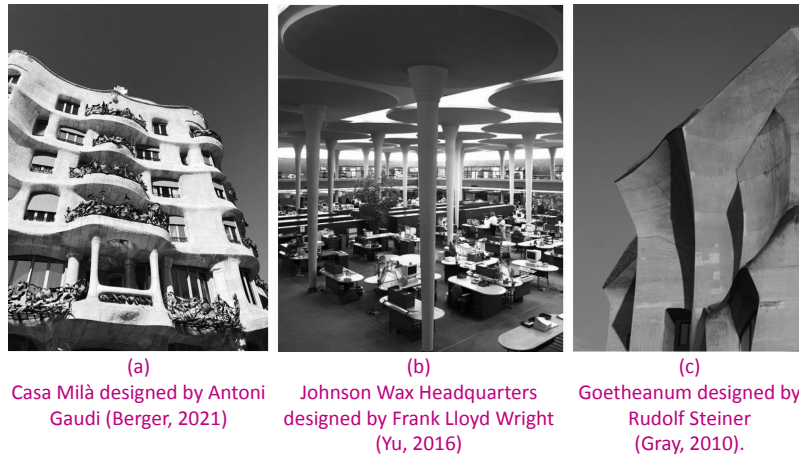 (a)
Casa Milà designed by Antoni
Gaudi (Berger, 2021)
(b)
Johnson Wax Headquarters
designed by Frank Lloyd Wright
(Yu, 2016)
(c)
Goetheanum designed by
Rudolf Steiner
(Gray, 2010).